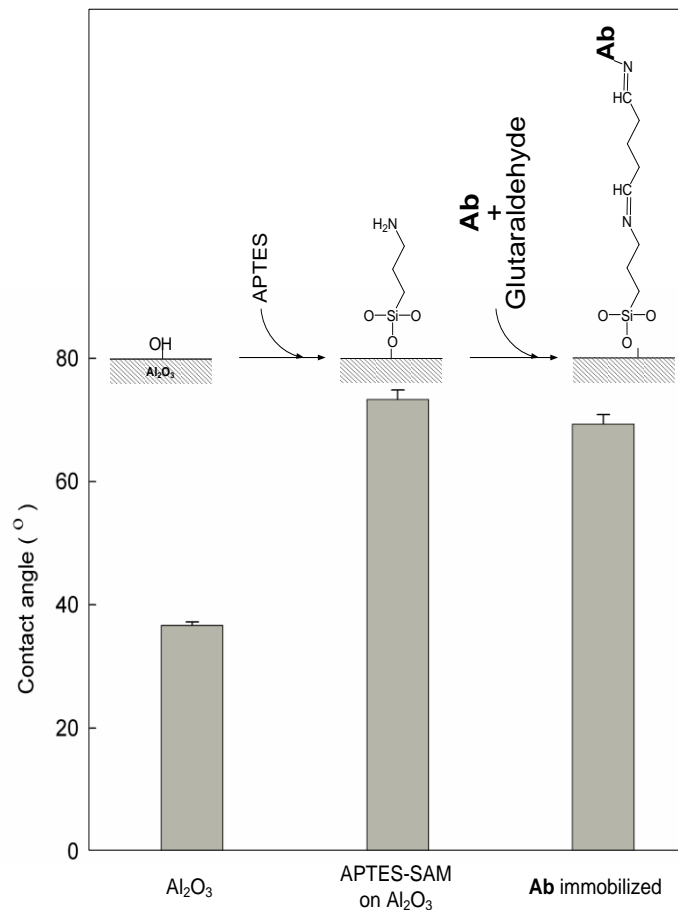 Ab
N
HC
CH
N
Si
O
O
O
Ab
+
Glutaraldehyde
H₂N
Si
O
O
O
APTES
OH
Al₂O₃
80
60
40
20
0
Contact angle ( º )
Al₂O₃
APTES-SAM
on Al₂O₃
Ab immobilized